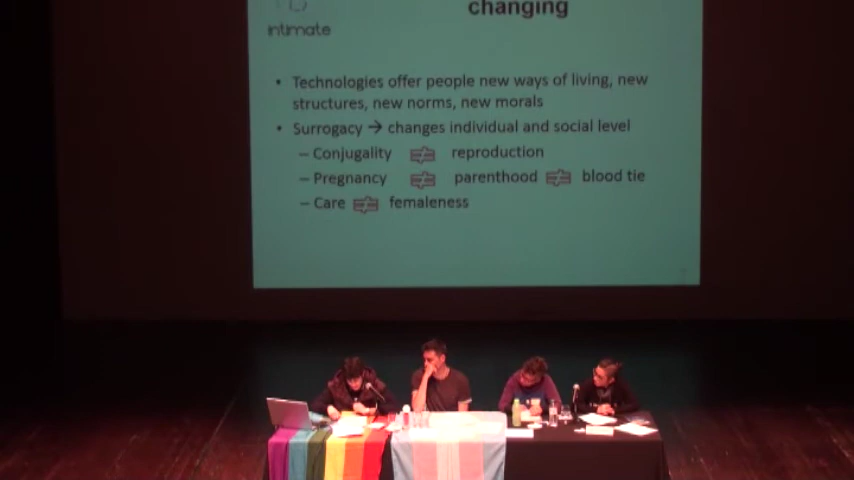 changing
intimate
• Technologies offer people new ways of living, new
structures, new norms, new morals
• Surrogacy → changes individual and social level
– Conjugality ≠ reproduction
– Pregnancy ≠ parenthood ≠ blood tie
– Care ≠ femaleness